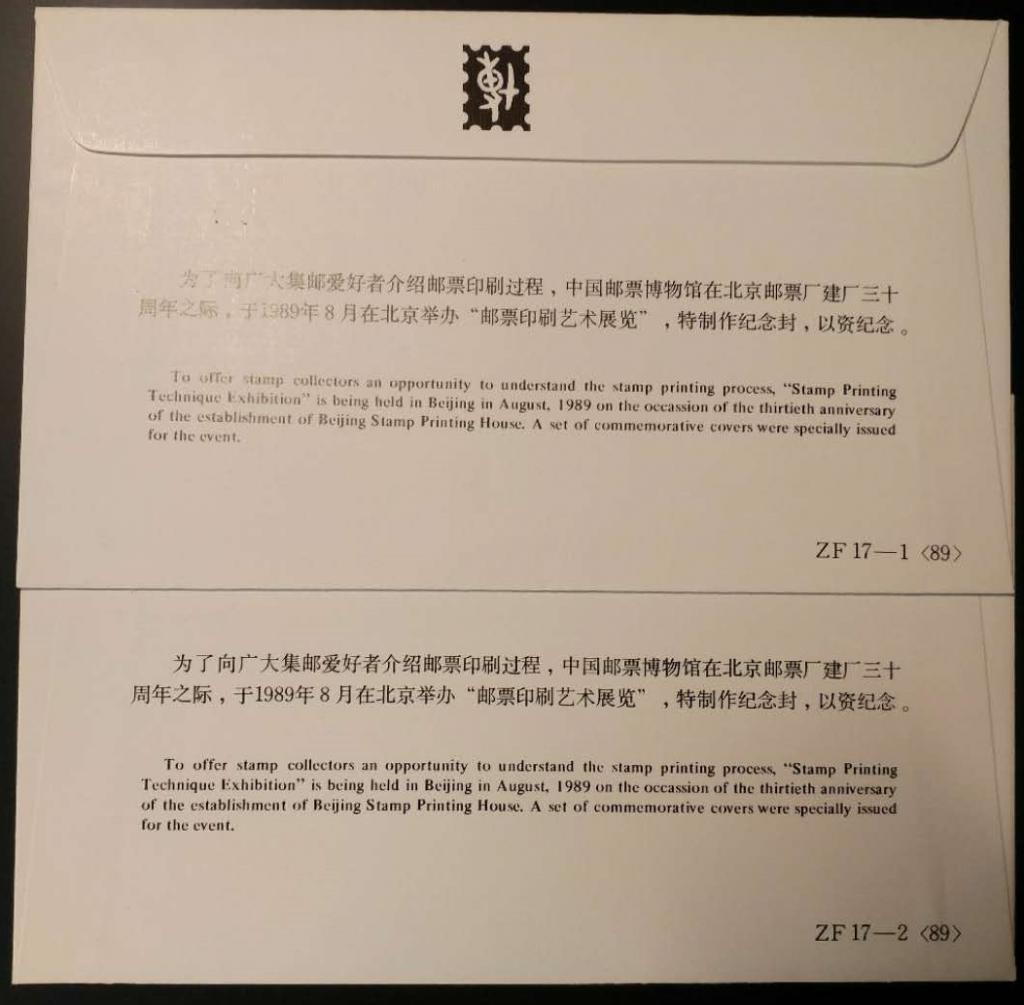 博
为了向广大集邮爱好者介绍邮票印刷过程，中国邮票博物馆在北京邮票厂建厂三十
周年之际，于1989年8月在北京举办“邮票印刷艺术展览”，特制作纪念封，以资纪念。
To offer stamp collectors an opportunity to understand the stamp printing process, “Stamp Printing
Technique Exhibition” is being held in Beijing in August, 1989 on the occassion of the thirtieth anniversary
of the establishment of Beijing Stamp Printing House. A set of commemorative covers were specially issued
for the event.
ZF 17—1 〈89〉
为了向广大集邮爱好者介绍邮票印刷过程，中国邮票博物馆在北京邮票厂建厂三十
周年之际，于1989年8月在北京举办“邮票印刷艺术展览”，特制作纪念封，以资纪念。
To offer stamp collectors an opportunity to understand the stamp printing process, “Stamp Printing
Technique Exhibition” is being held in Beijing in August, 1989 on the occassion of the thirtieth anniversary
of the establishment of Beijing Stamp Printing House. A set of commemorative covers were specially issued
for the event.
ZF 17—2 〈89〉